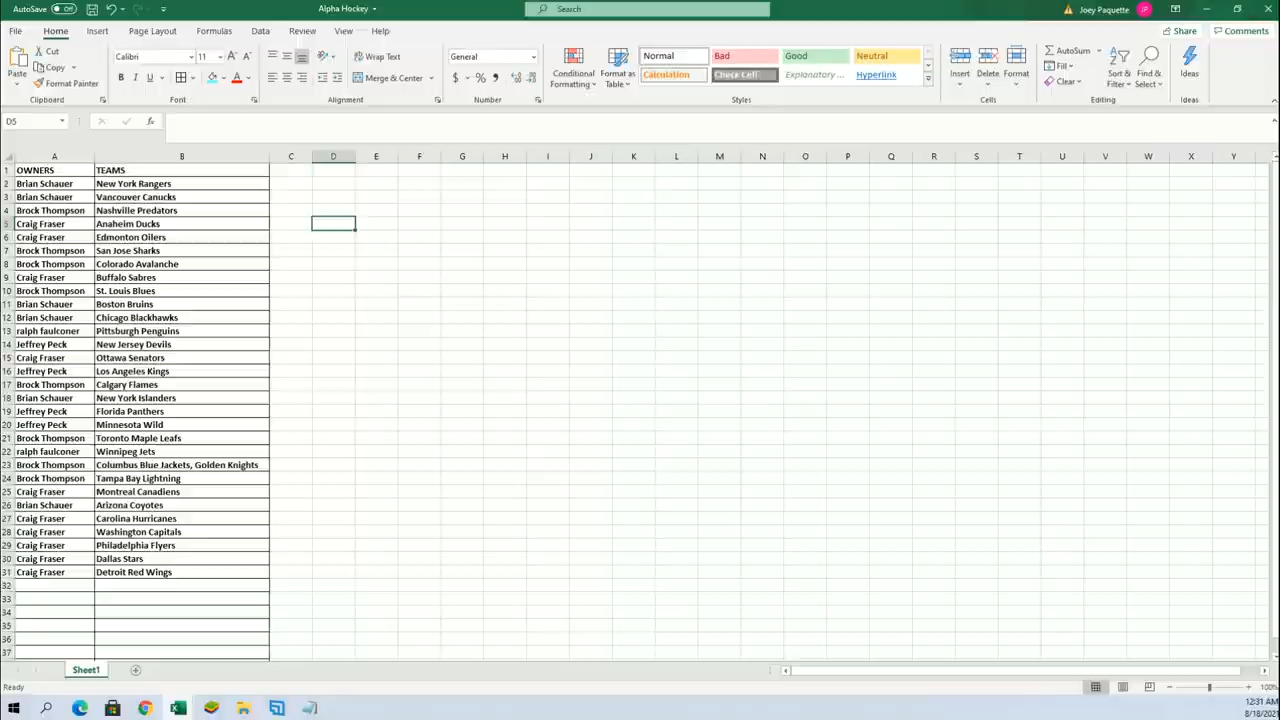 AutoSave Off Alpha Hockey Search Joey Paquette JP
File Home Insert Page Layout Formulas Data Review View Help Share Comments
Paste Cut Copy Format Painter Clipboard
Calibri 11 B I U A Font
Wrap Text Merge & Center Alignment
General $ % Number
Conditional Formatting Format as Table
Normal Bad Good Neutral
Calculation Check Cell Explanatory ... Hyperlink
Styles
Insert Delete Format Cells
AutoSum Fill Clear Sort & Filter Find & Select Editing
Ideas Ideas
D5 fx
A B C D E F G H I J K L M N O P Q R S T U V W X Y
1 OWNERS TEAMS
2 Brian Schauer New York Rangers
3 Brian Schauer Vancouver Canucks
4 Brock Thompson Nashville Predators
5 Craig Fraser Anaheim Ducks
6 Craig Fraser Edmonton Oilers
7 Brock Thompson San Jose Sharks
8 Brock Thompson Colorado Avalanche
9 Craig Fraser Buffalo Sabres
10 Brock Thompson St. Louis Blues
11 Brian Schauer Boston Bruins
12 Brian Schauer Chicago Blackhawks
13 ralph faulconer Pittsburgh Penguins
14 Jeffrey Peck New Jersey Devils
15 Craig Fraser Ottawa Senators
16 Jeffrey Peck Los Angeles Kings
17 Brock Thompson Calgary Flames
18 Brian Schauer New York Islanders
19 Jeffrey Peck Florida Panthers
20 Jeffrey Peck Minnesota Wild
21 Brock Thompson Toronto Maple Leafs
22 ralph faulconer Winnipeg Jets
23 Brock Thompson Columbus Blue Jackets, Golden Knights
24 Brock Thompson Tampa Bay Lightning
25 Craig Fraser Montreal Canadiens
26 Brian Schauer Arizona Coyotes
27 Craig Fraser Carolina Hurricanes
28 Craig Fraser Washington Capitals
29 Craig Fraser Philadelphia Flyers
30 Craig Fraser Dallas Stars
31 Craig Fraser Detroit Red Wings
32
33
34
35
36
37
Sheet1
Ready 100%
12:31 AM
8/18/2021